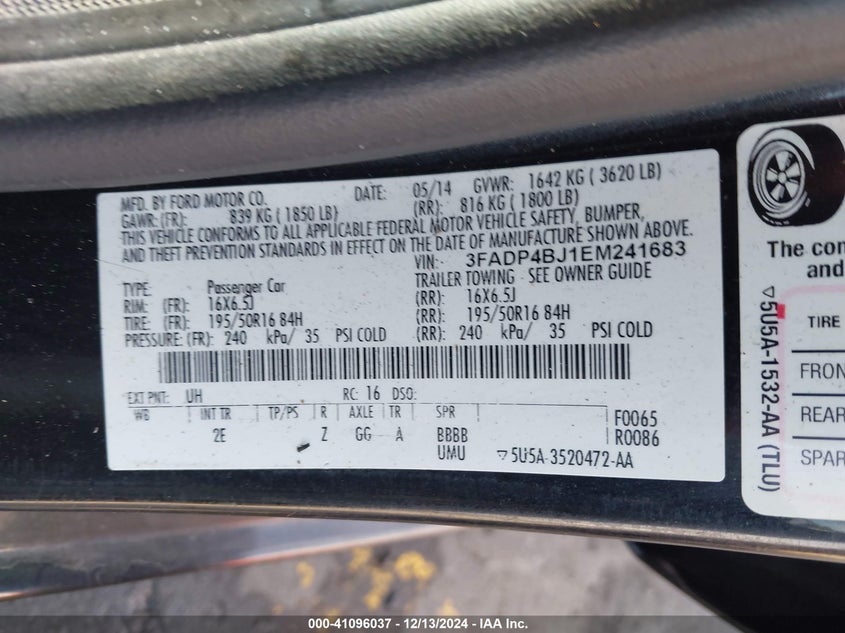 MFD. BY FORD MOTOR CO. DATE: 05/14 GVWR: 1642 KG ( 3620 LB)
GAWR: (FR): 839 KG ( 1850 LB) (RR): 816 KG ( 1800 LB)
THIS VEHICLE CONFORMS TO ALL APPLICABLE FEDERAL MOTOR VEHICLE SAFETY, BUMPER,
AND THEFT PREVENTION STANDARDS IN EFFECT ON THE DATE OF MANUFACTURE SHOWN ABOVE.
VIN: 3FADP4BJ1EM241683
TYPE: Passenger Car TRAILER TOWING - SEE OWNER GUIDE
RIM: (FR): 16X6.5J (RR): 16X6.5J
TIRE: (FR): 195/50R16 84H (RR): 195/50R16 84H
PRESSURE: (FR): 240 kPa/ 35 PSI COLD (RR): 240 kPa/ 35 PSI COLD
EXT PNT: UH RC: 16 DSO:
WB INT TR TP/PS R AXLE TR SPR F0065
2E Z GG A BBBB R0086
UMU ▽5U5A-3520472-AA
The con
and
▽5U5A-1532-AA (TLU)
TIRE
FRON
REAR
SPAR
000-41096037 - 12/13/2024 - IAA Inc.